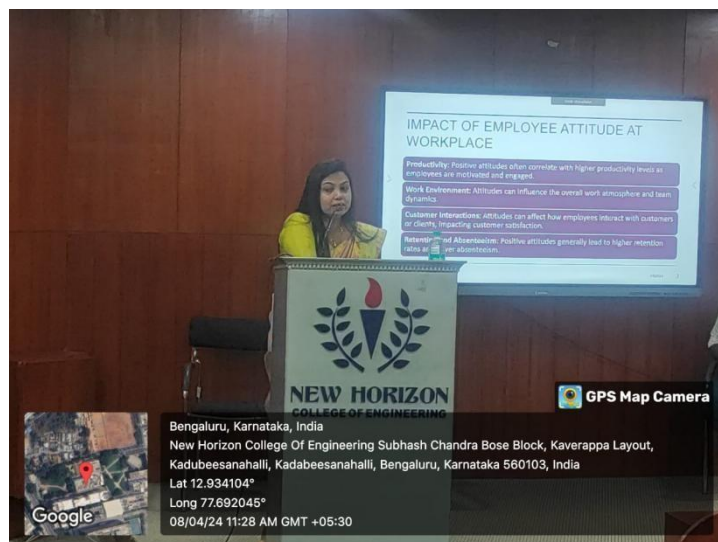 IMPACT OF EMPLOYEE ATTITUDE AT
WORKPLACE
Productivity: Positive attitudes often correlate with higher productivity levels as
employees are motivated and engaged.
Work Environment: Attitudes can influence the overall work atmosphere and team
dynamics
Customer Interactions: Attitudes can affect how employees interact with customers
or clients, impacting customer satisfaction.
and Absenteeism: Positive attitudes generally lead to higher retention
rates absenteeism.
NEW HORIZON
COLLEGE OF ENGINEERING
GPS Map Camera
Bengaluru, Karnataka, India
New Horizon College Of Engineering Subhash Chandra Bose Block, Kaverappa Layout,
Kadubeesanahalli, Kadabeesanahalli, Bengaluru, Karnataka 560103, India
Lat 12.934104°
Long 77.692045°
08/04/24 11:28 AM GMT +05:30
Google